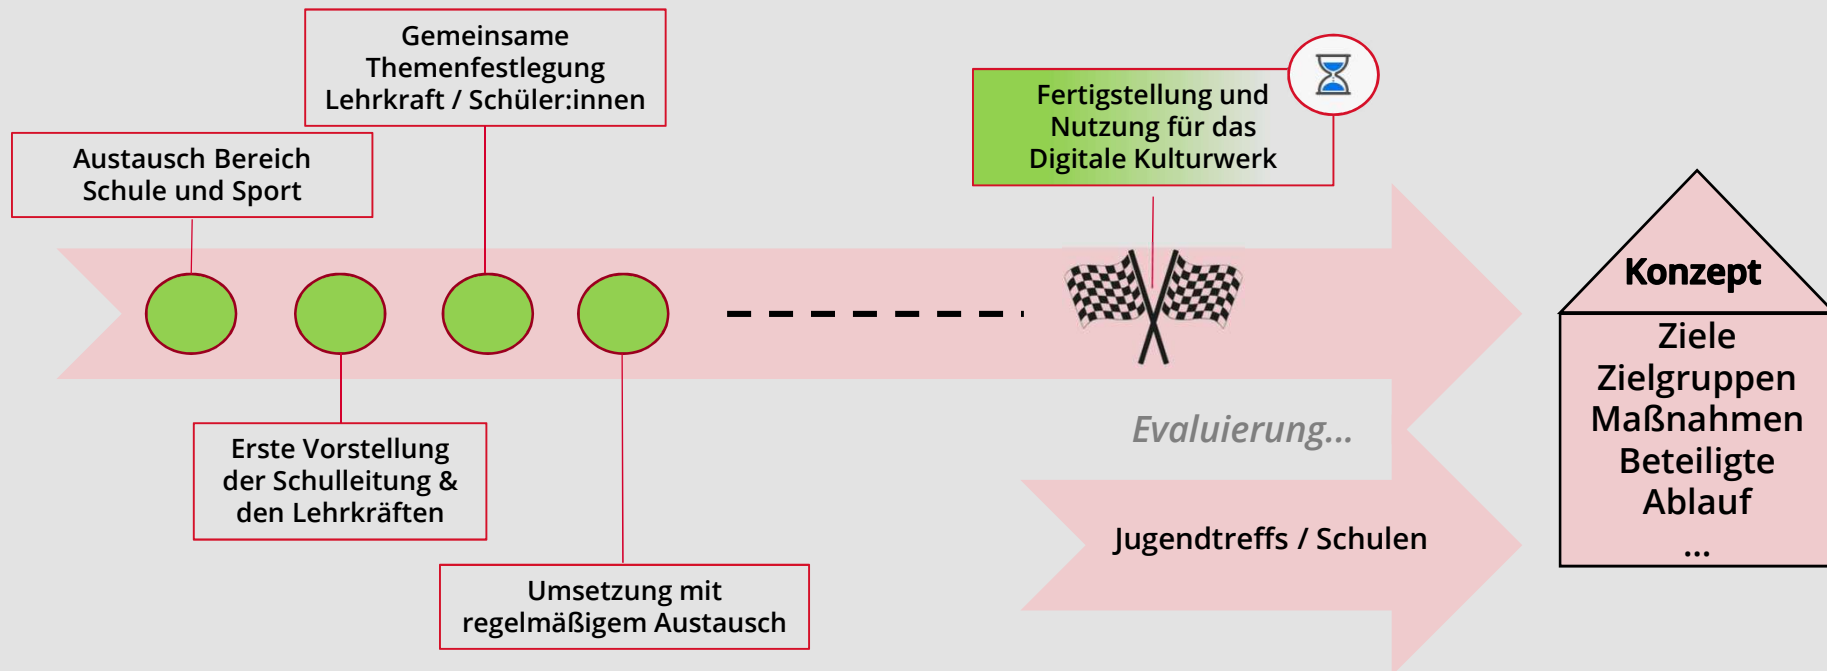 Gemeinsame
Themenfestlegung
Lehrkraft / Schüler:innen
Austausch Bereich
Schule und Sport
Erste Vorstellung
der Schulleitung &
den Lehrkräften
Umsetzung mit
regelmäßigem Austausch
Fertigstellung und
Nutzung für das
Digitale Kulturwerk
Evaluierung...
Jugendtreffs / Schulen
Konzept
Ziele
Zielgruppen
Maßnahmen
Beteiligte
Ablauf
...